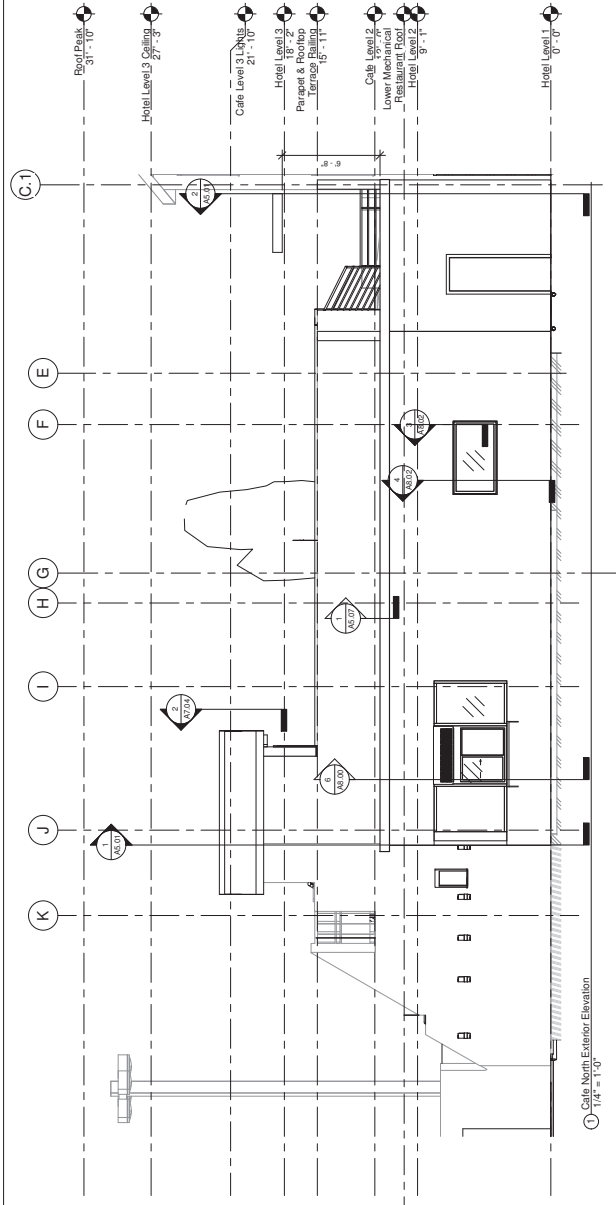 Roof Peak
31' - 10"
Hotel Level 3 Ceiling
27' - 3"
Cafe Level 3 Lights
21' - 10"
Hotel Level 3
18' - 2"
Parapet & Rooftop
Terrace Railing
15' - 11"
Cafe Level 2
Lower Mechanical
Restaurant Roof
Hotel Level 2
9' - 1"
Hotel Level 1
0' - 0"
C.1
E
F
G
H
I
J
K
6' - 8"
2
A5.01
3
A8.02
4
A8.02
1
A5.07
2
A7.04
6
A8.00
1
A5.01
1 Cafe North Exterior Elevation
1/4" = 1'-0"